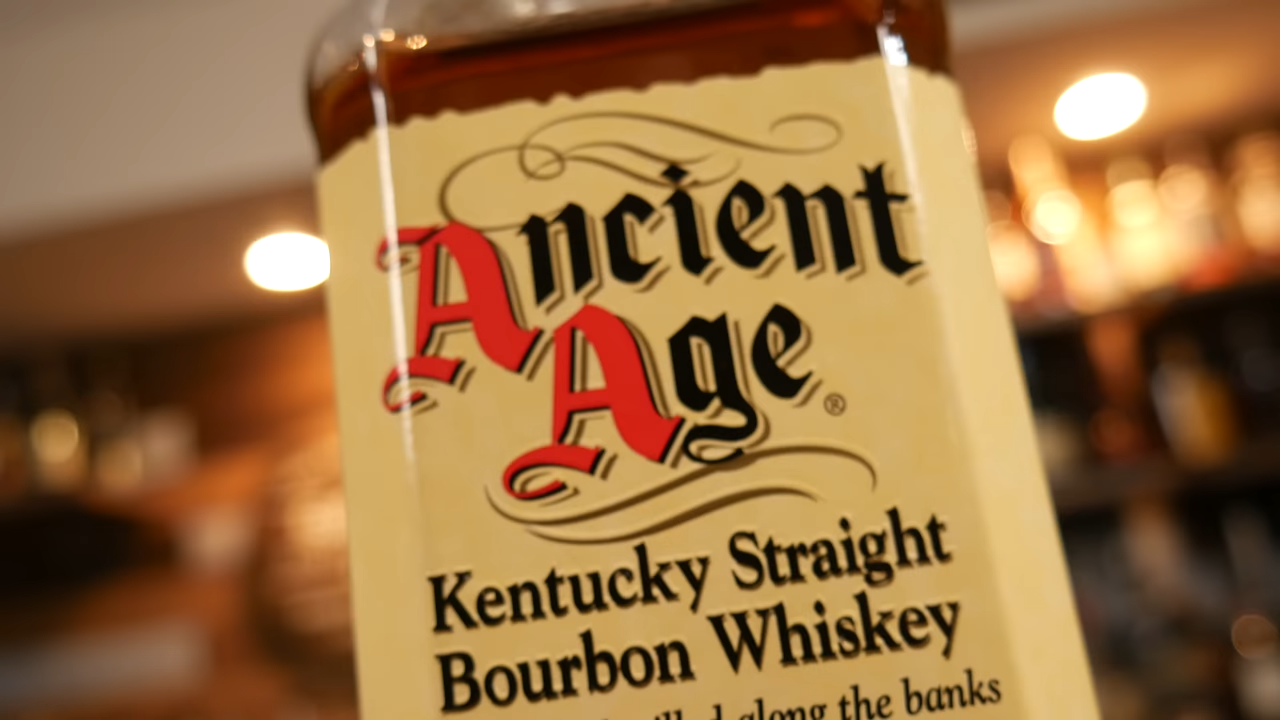 Ancient
Age®
Kentucky Straight
Bourbon Whiskey
along the banks